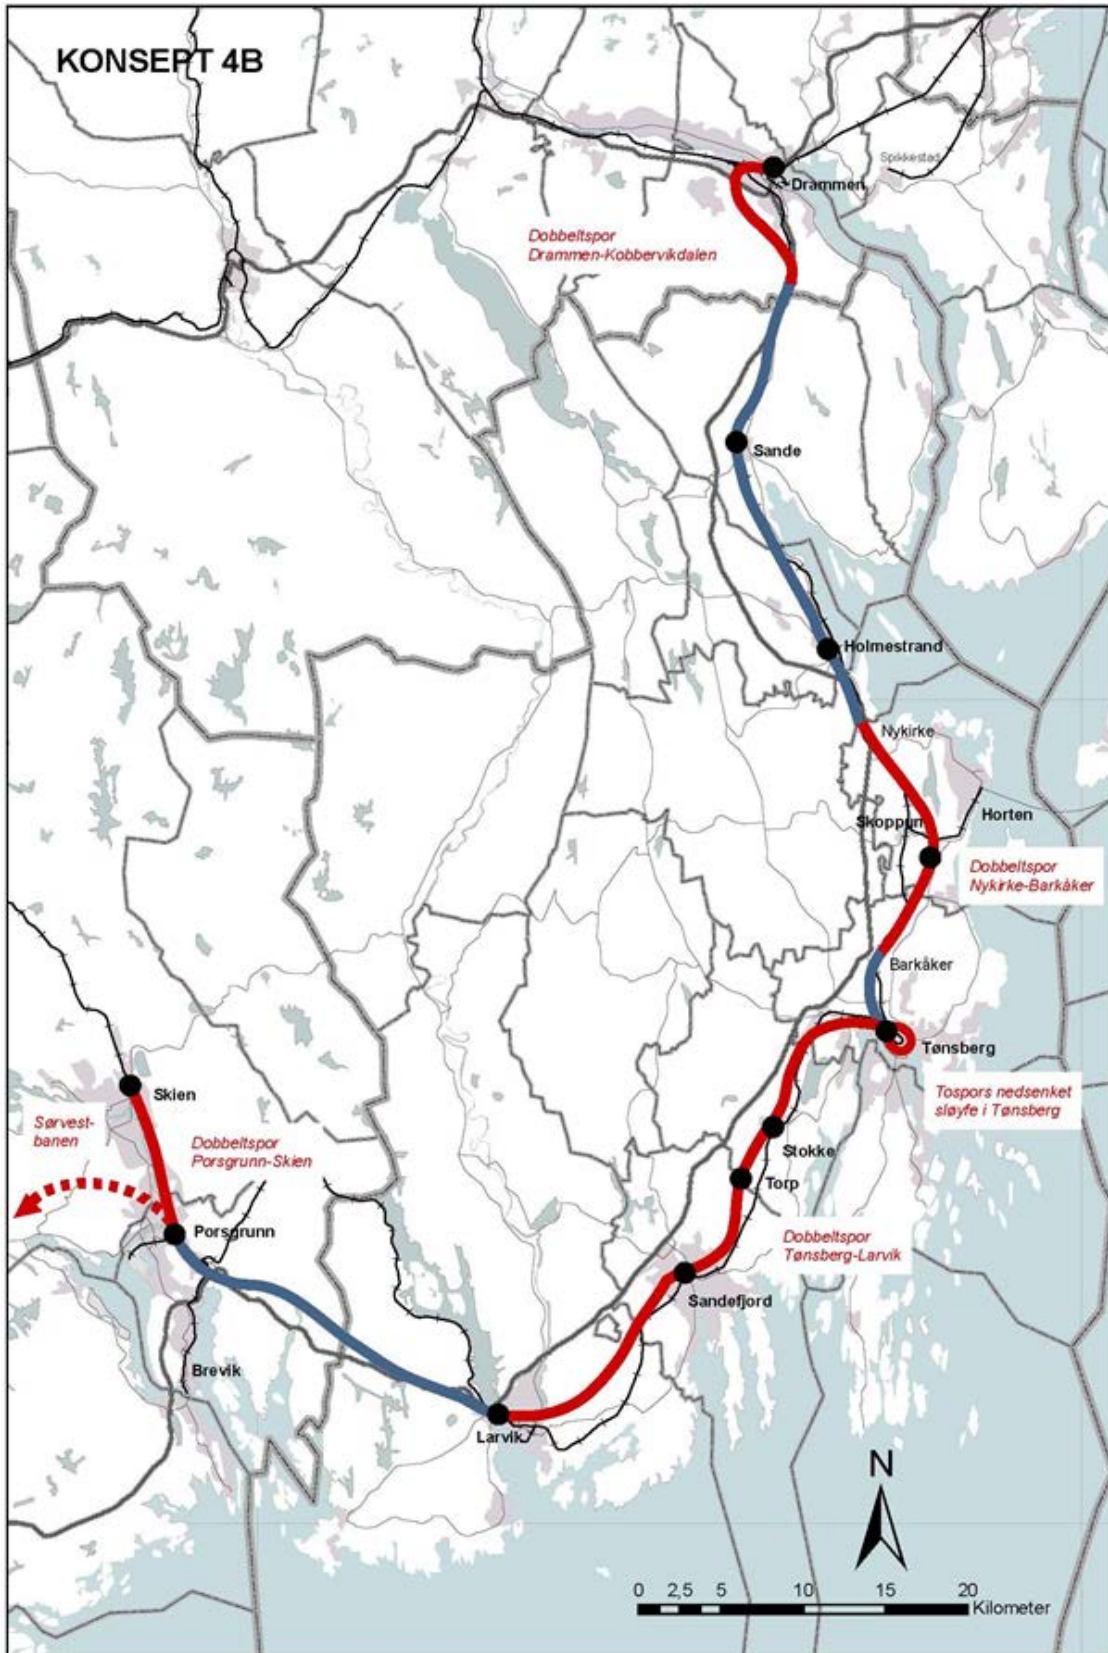 KONSEPT 4B
Spikkestad
Drammen
Dobbeltspor
Drammen-Kobbervikdalen
Sande
Holmestrand
Nykirke
Skoppum
Horten
Dobbeltspor
Nykirke-Barkåker
Barkåker
Tønsberg
Tospors nedsenket
sløyfe i Tønsberg
Skien
Sørvest-
banen
Dobbeltspor
Porsgrunn-Skien
Stokke
Torp
Porsgrunn
Dobbeltspor
Tønsberg-Larvik
Sandefjord
Brevik
Larvik
N
0 2,5 5 10 15 20
Kilometer